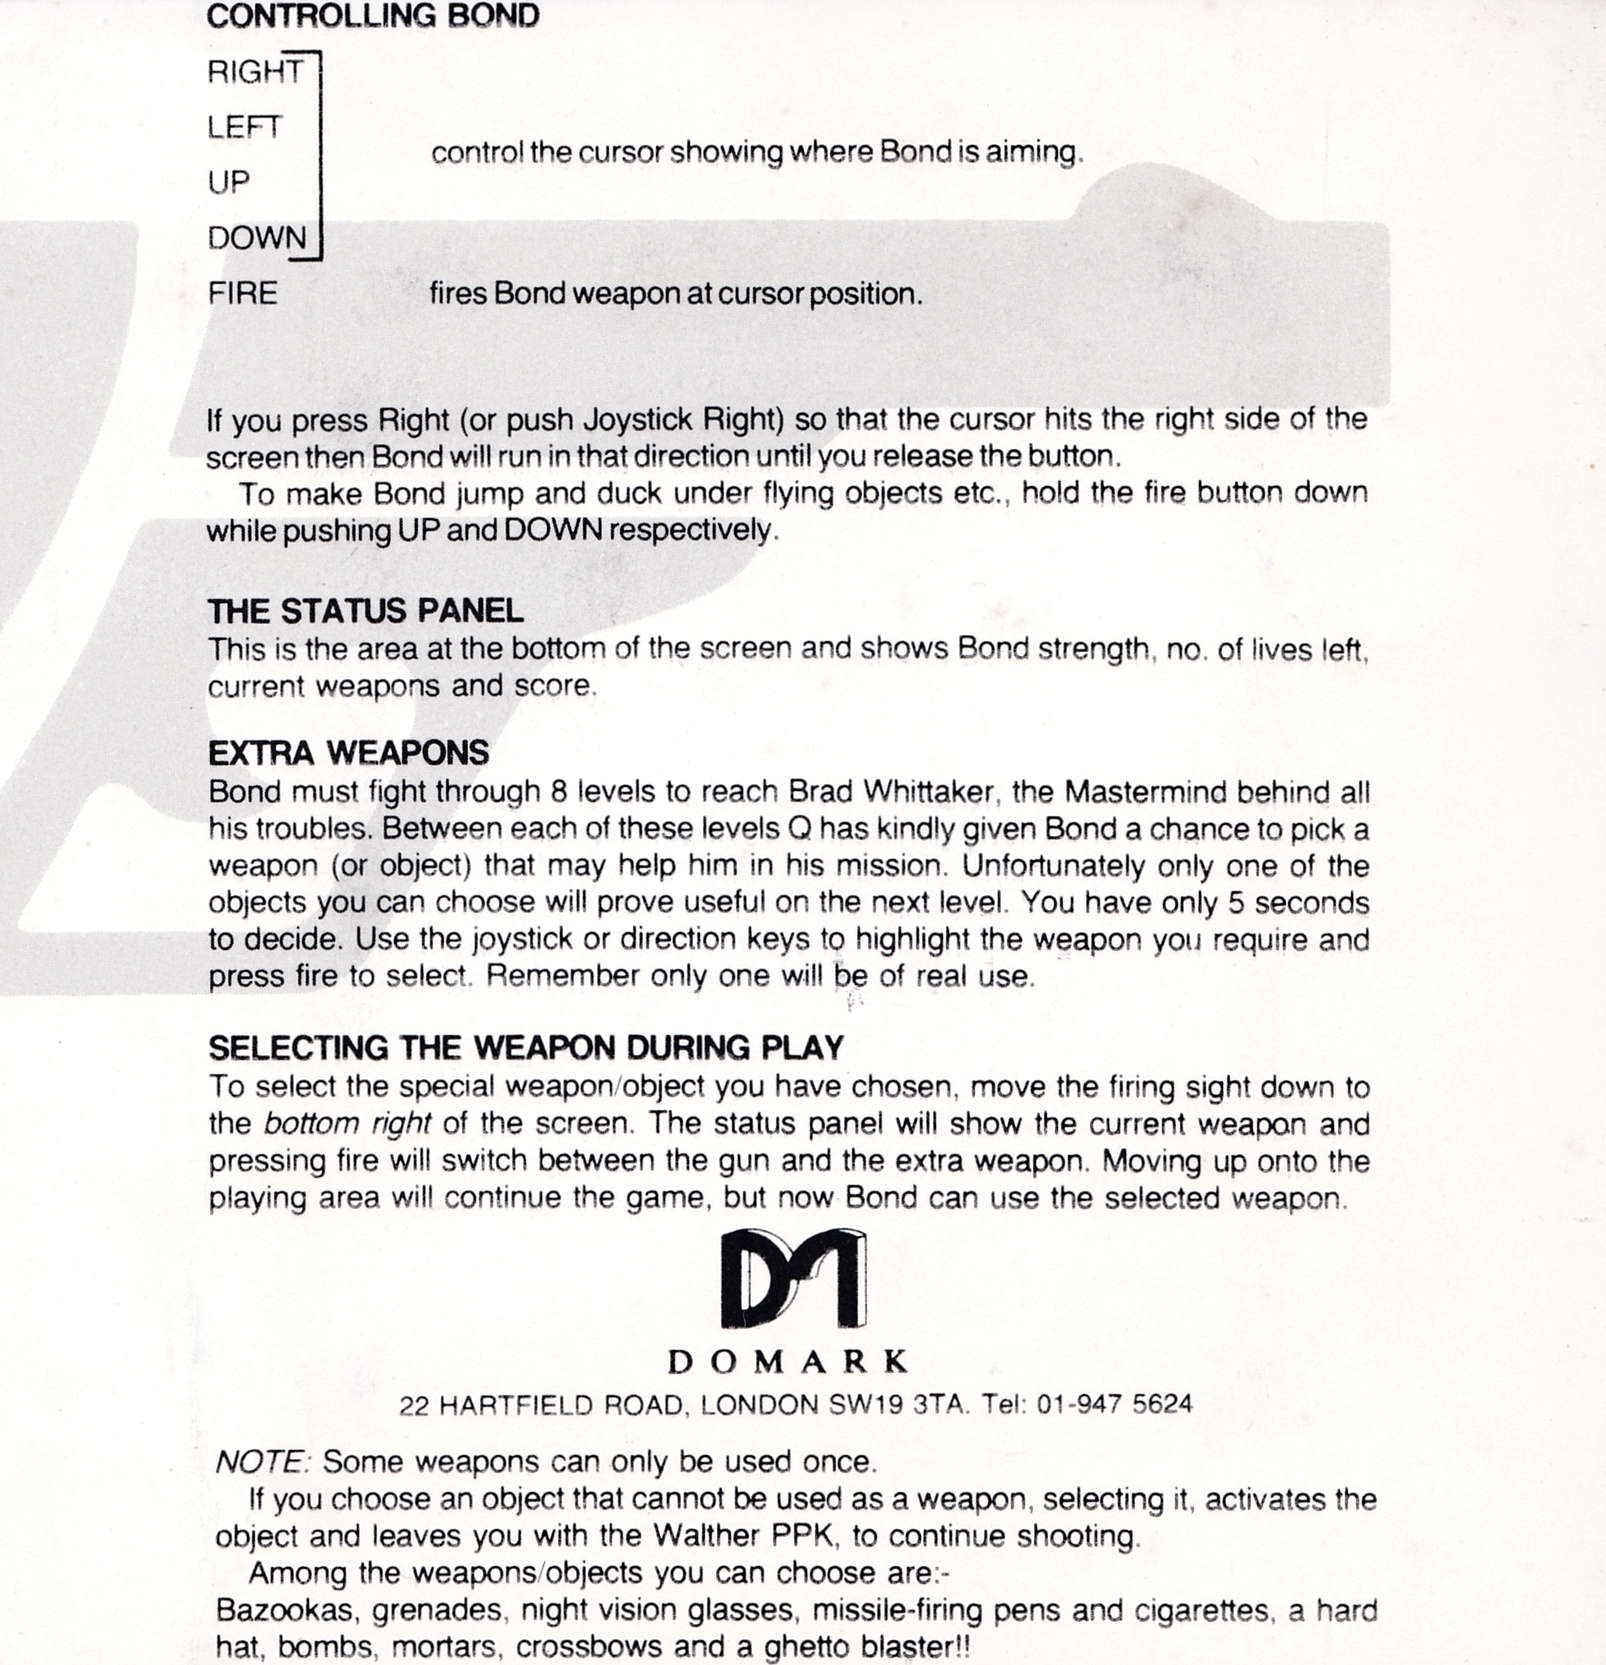 CONTROLLING BOND
RIGHT
LEFT
UP
DOWN
control the cursor showing where Bond is aiming.
FIRE fires Bond weapon at cursor position.
If you press Right (or push Joystick Right) so that the cursor hits the right side of the
screen then Bond will run in that direction until you release the button.
To make Bond jump and duck under flying objects etc., hold the fire button down
while pushing UP and DOWN respectively.
THE STATUS PANEL
This is the area at the bottom of the screen and shows Bond strength, no. of lives left,
current weapons and score.
EXTRA WEAPONS
Bond must fight through 8 levels to reach Brad Whittaker, the Mastermind behind all
his troubles. Between each of these levels Q has kindly given Bond a chance to pick a
weapon (or object) that may help him in his mission. Unfortunately only one of the
objects you can choose will prove useful on the next level. You have only 5 seconds
to decide. Use the joystick or direction keys to highlight the weapon you require and
press fire to select. Remember only one will be of real use.
SELECTING THE WEAPON DURING PLAY
To select the special weapon/object you have chosen, move the firing sight down to
the bottom right of the screen. The status panel will show the current weapon and
pressing fire will switch between the gun and the extra weapon. Moving up onto the
playing area will continue the game, but now Bond can use the selected weapon.
DM
DOMARK
22 HARTFIELD ROAD, LONDON SW19 3TA. Tel: 01-947 5624
NOTE: Some weapons can only be used once.
If you choose an object that cannot be used as a weapon, selecting it, activates the
object and leaves you with the Walther PPK, to continue shooting.
Among the weapons/objects you can choose are:-
Bazookas, grenades, night vision glasses, missile-firing pens and cigarettes, a hard
hat, bombs, mortars, crossbows and a ghetto blaster!!